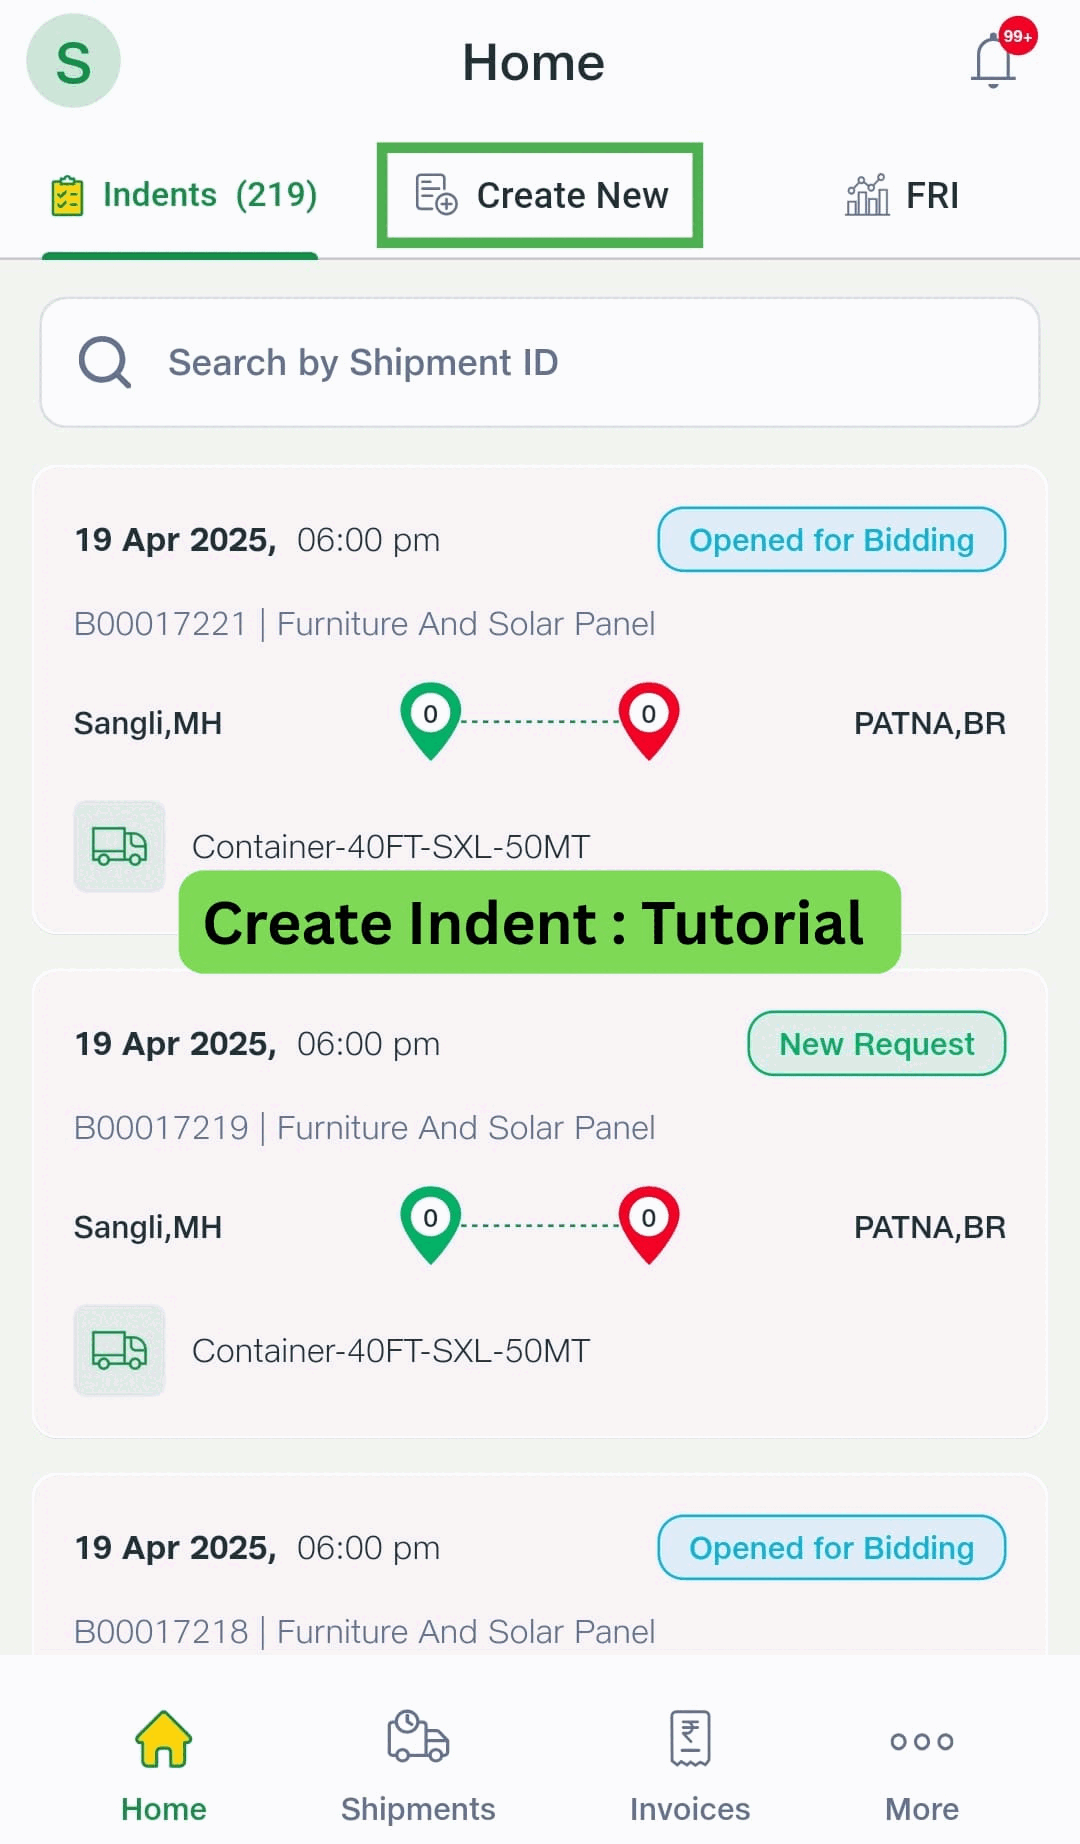 S
Home
99+
Indents (219)
Create New
FRI
Search by Shipment ID
19 Apr 2025, 06:00 pm
Opened for Bidding
B00017221 | Furniture And Solar Panel
Sangli,MH
0
0
PATNA,BR
Container-40FT-SXL-50MT
Create Indent : Tutorial
19 Apr 2025, 06:00 pm
New Request
B00017219 | Furniture And Solar Panel
Sangli,MH
0
0
PATNA,BR
Container-40FT-SXL-50MT
19 Apr 2025, 06:00 pm
Opened for Bidding
B00017218 | Furniture And Solar Panel
₹
Home
Shipments
Invoices
More